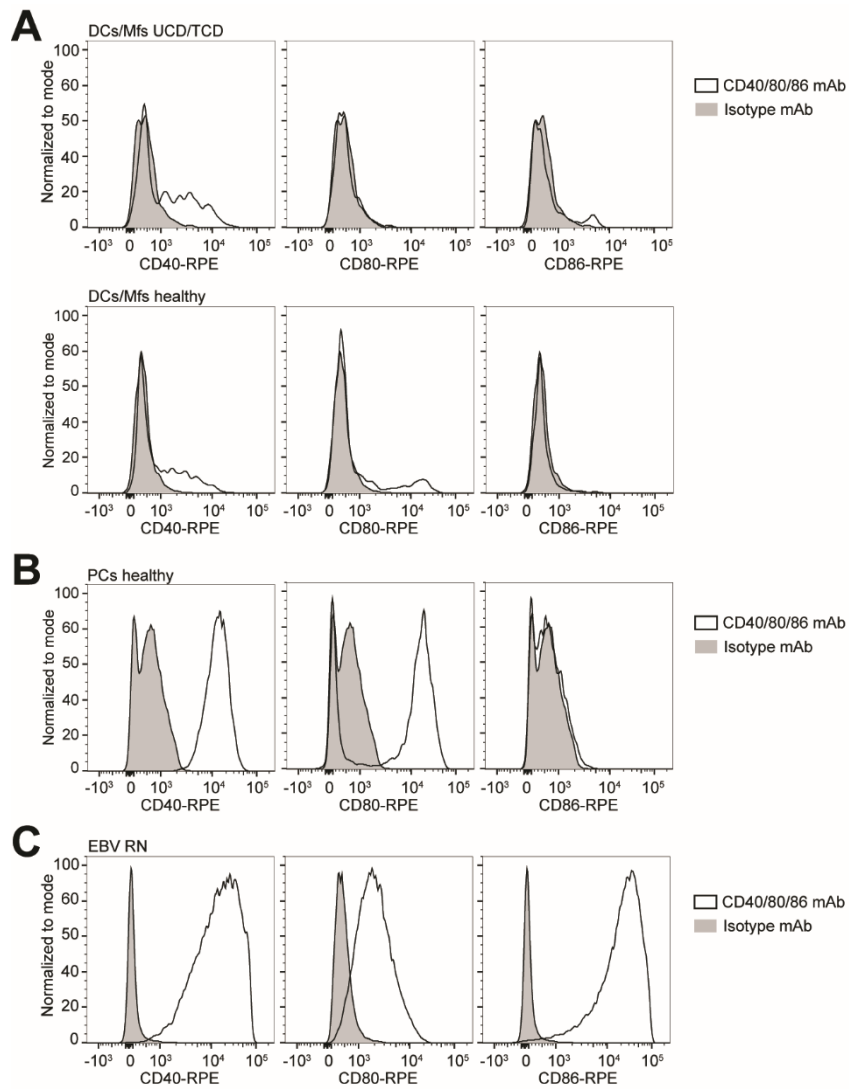 A
DCs/Mfs UCD/TCD
Normalized to mode
100
60
50
40
20
0
-10³ 0 10³ 10⁴ 10⁵
CD40-RPE
-10³ 0 10³ 10⁴ 10⁵
CD80-RPE
-10³ 0 10³ 10⁴ 10⁵
CD86-RPE
CD40/80/86 mAb
Isotype mAb
DCs/Mfs healthy
Normalized to mode
100
60
50
40
20
0
-10³ 0 10³ 10⁴ 10⁵
CD40-RPE
-10³ 0 10³ 10⁴ 10⁵
CD80-RPE
-10³ 0 10³ 10⁴ 10⁵
CD86-RPE
B
PCs healthy
Normalized to mode
100
60
50
40
20
0
-10³ 0 10³ 10⁴ 10⁵
CD40-RPE
-10³ 0 10³ 10⁴ 10⁵
CD80-RPE
-10³ 0 10³ 10⁴ 10⁵
CD86-RPE
CD40/80/86 mAb
Isotype mAb
C
EBV RN
Normalized to mode
100
60
50
40
20
0
-10³ 0 10³ 10⁴ 10⁵
CD40-RPE
-10³ 0 10³ 10⁴ 10⁵
CD80-RPE
-10³ 0 10³ 10⁴ 10⁵
CD86-RPE
CD40/80/86 mAb
Isotype mAb